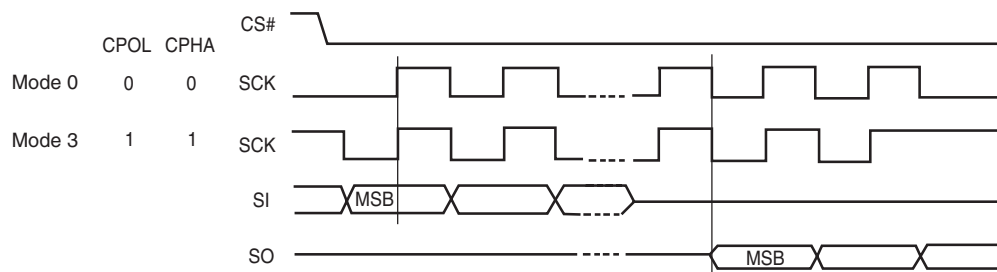 CS#
CPOL CPHA
Mode 0 0 0 SCK
Mode 3 1 1 SCK
SI MSB
SO MSB